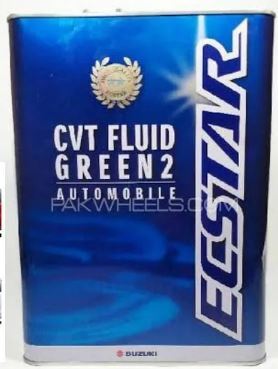 CVT FLUID
GREEN 2
AUTOMOBILE
PAKWHEELS.COM
ECSTAR
SUZUKI